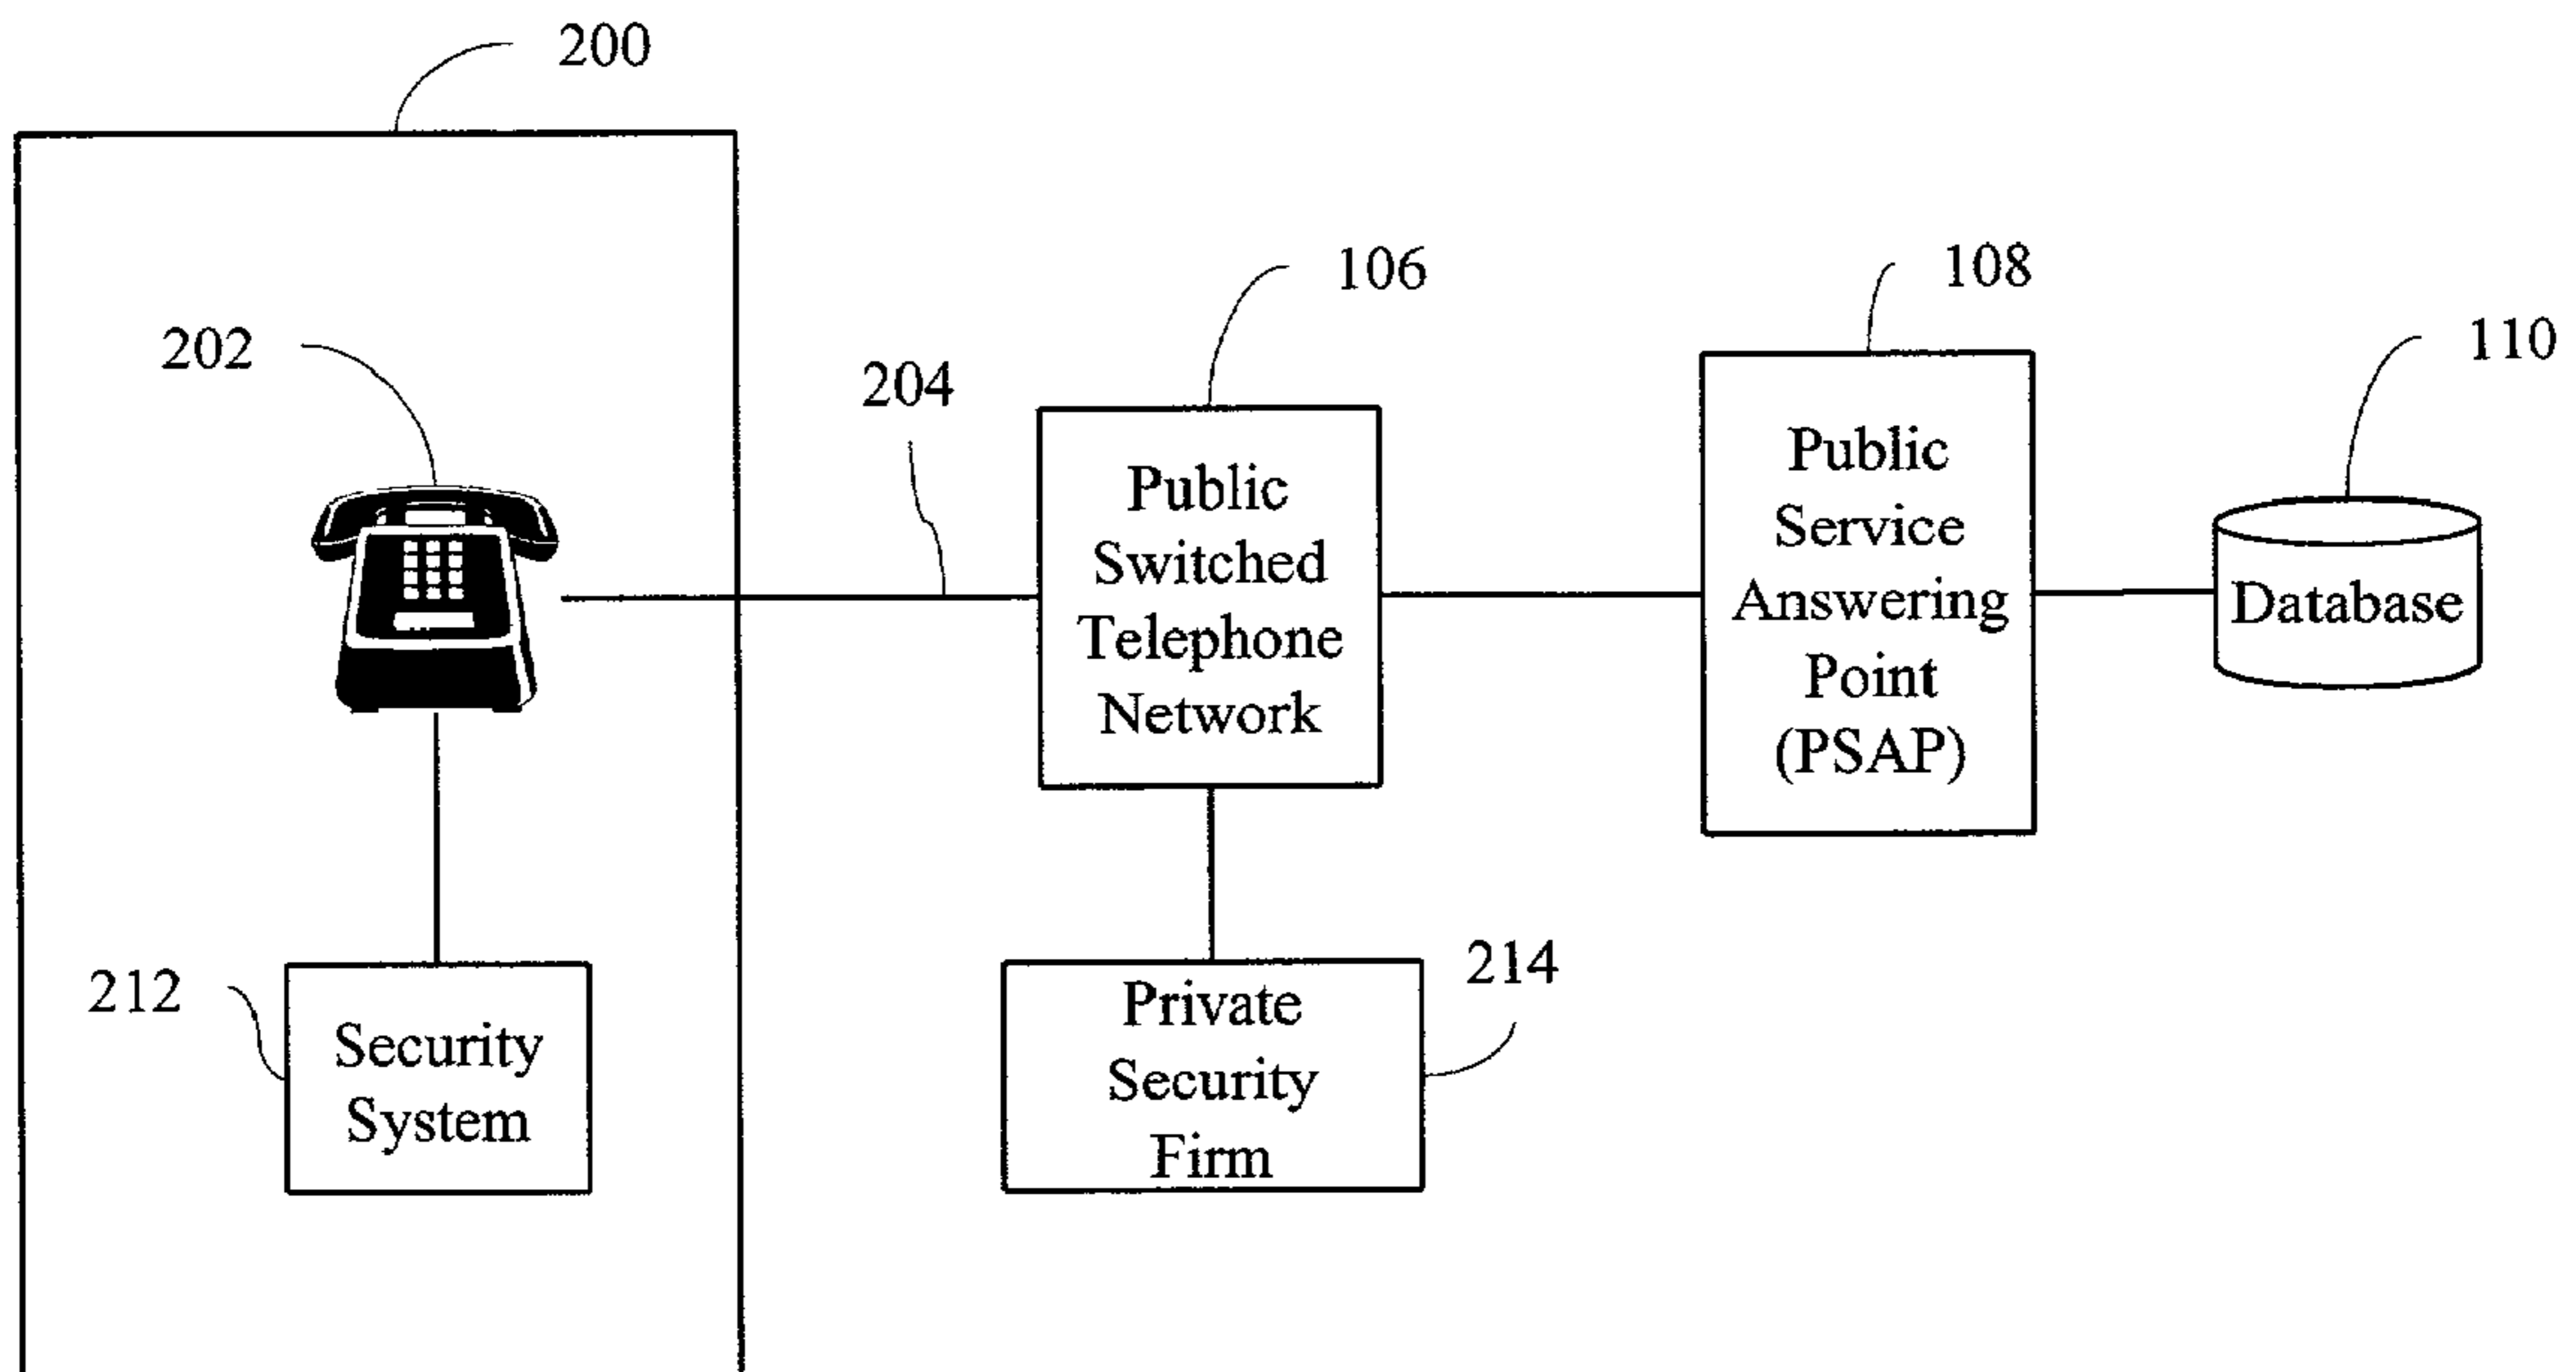 200
106
108
110
202
204
Public
Switched
Telephone
Network
Public
Service
Answering
Point
(PSAP)
Database
212
Security
System
214
Private
Security
Firm